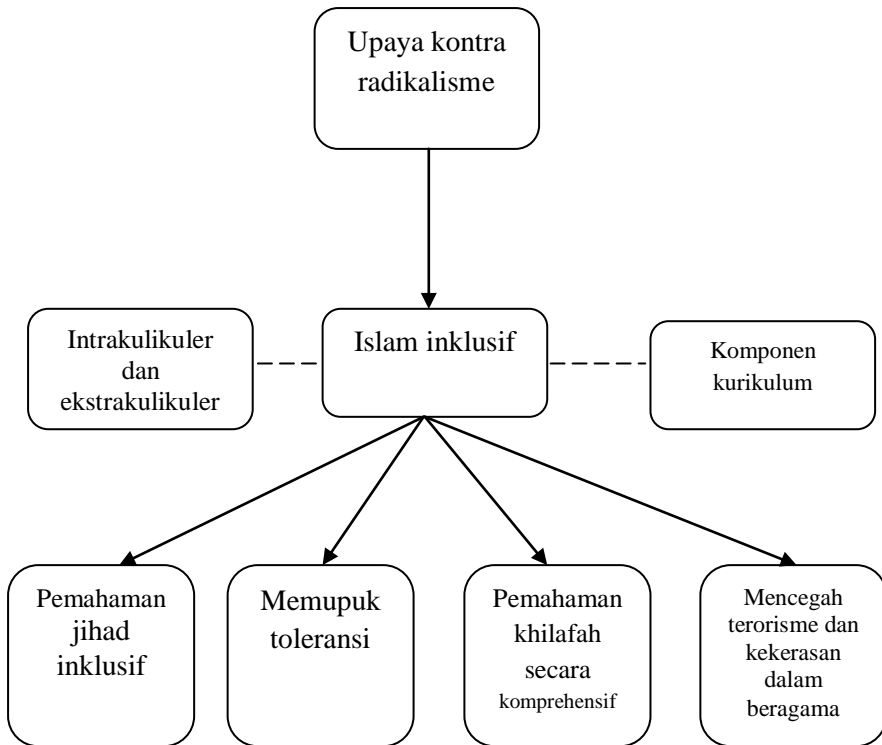 Upaya kontra
radikalisme
Intrakulikuler
dan
ekstrakulikuler
Islam inklusif
Komponen
kurikulum
Pemahaman
jihad
inklusif
Memupuk
toleransi
Pemahaman
khilafah
secara
komprehensif
Mencegah
terorisme dan
kekerasan
dalam
beragama